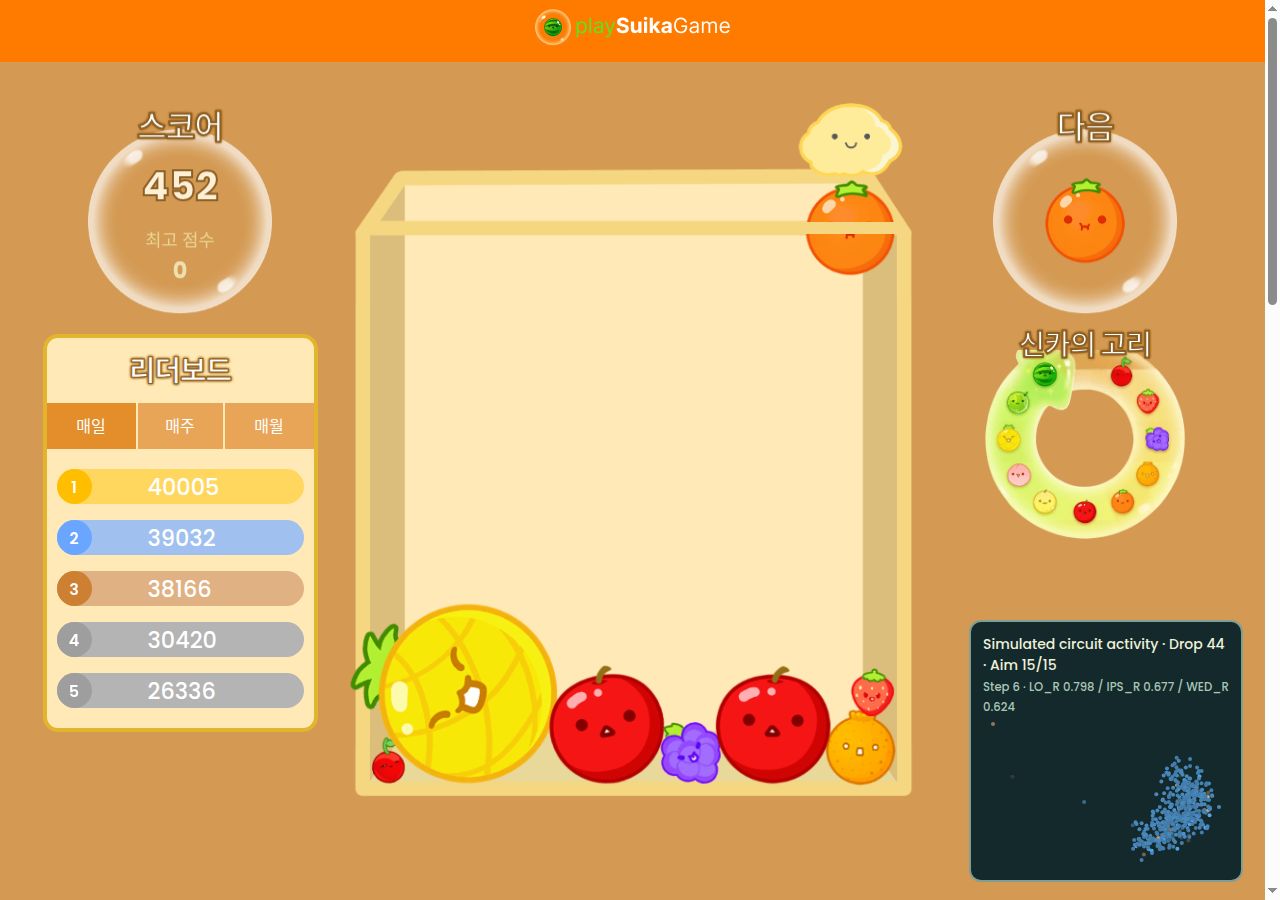 playSuikaGame
스코어
452
최고 점수
0
리더보드
매일 매주 매월
1 40005
2 39032
3 38166
4 30420
5 26336
다음
신카의 고리
Simulated circuit activity · Drop 44
· Aim 15/15
Step 6 · LO_R 0.798 / IPS_R 0.677 / WED_R
0.624